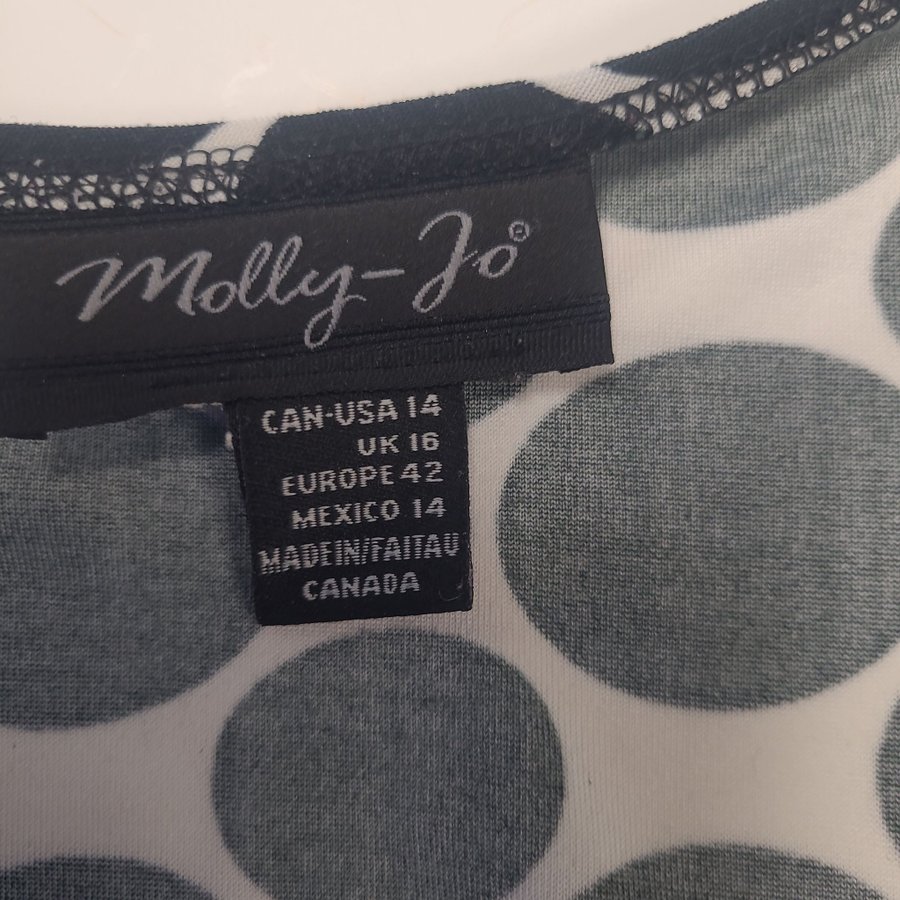 Molly-Jo®
CAN-USA 14
UK 16
EUROPE 42
MEXICO 14
MADEIN/FAITAU
CANADA